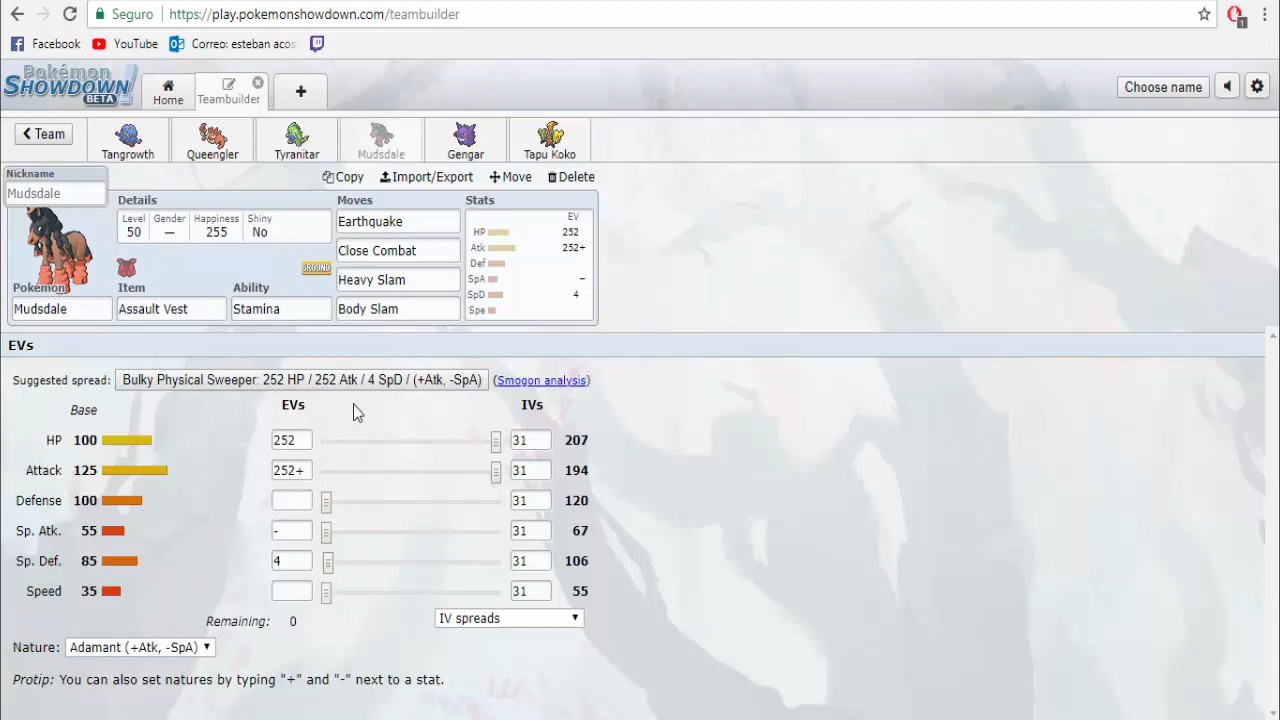 Seguro https://play.pokemonshowdown.com/teambuilder
1
Facebook YouTube Correo: esteban acos
Pokémon
SHOWDOWN!
BETA
Home Teambuilder + Choose name
Team Tangrowth Queengler Tyranitar Mudsdale Gengar Tapu Koko
Copy Import/Export Move Delete
Nickname
Mudsdale
Details Moves Stats
Level Gender Happiness Shiny
50 — 255 No
Earthquake
Close Combat
Heavy Slam
Body Slam
EV
HP 252
Atk 252+
Def
SpA –
SpD 4
Spe
GROUND
Pokémon Item Ability
Mudsdale Assault Vest Stamina
EVs
Suggested spread: Bulky Physical Sweeper: 252 HP / 252 Atk / 4 SpD / (+Atk, -SpA) (Smogon analysis)
Base EVs IVs
HP 100 252 31 207
Attack 125 252+ 31 194
Defense 100 31 120
Sp. Atk. 55 - 31 67
Sp. Def. 85 4 31 106
Speed 35 31 55
Remaining: 0 IV spreads
Nature: Adamant (+Atk, -SpA)
Protip: You can also set natures by typing "+" and "-" next to a stat.